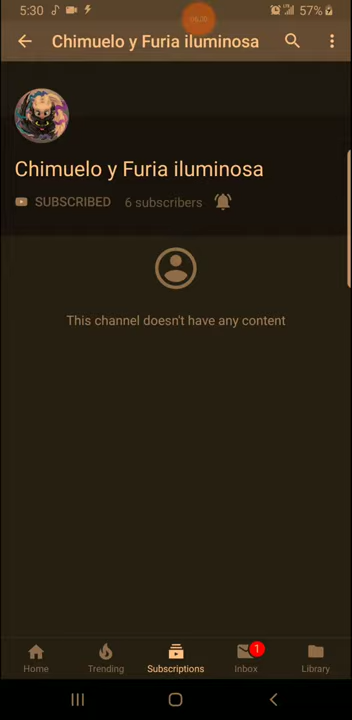 5:30 57%
Chimuelo y Furia iluminosa
Chimuelo y Furia iluminosa
SUBSCRIBED 6 subscribers
This channel doesn't have any content
1
Home Trending Subscriptions Inbox Library